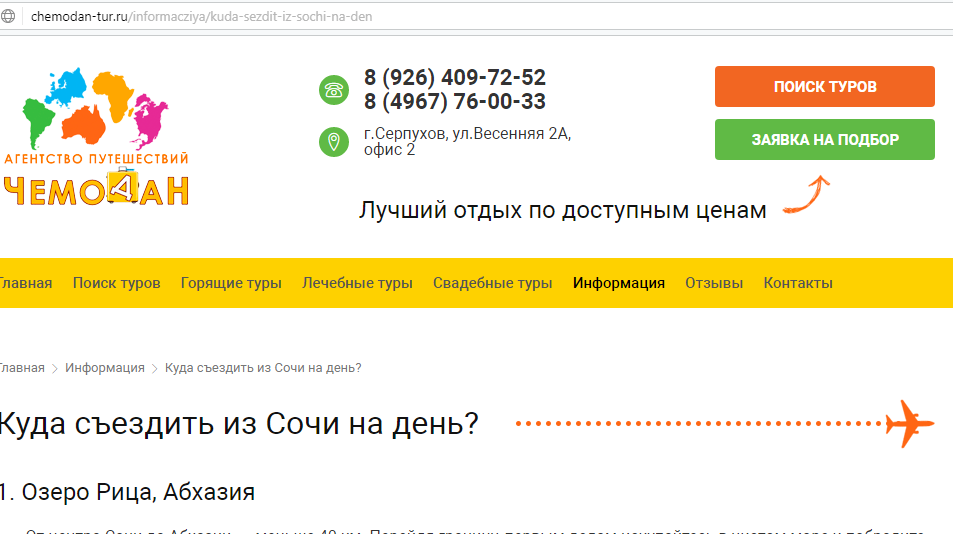 chemodan-tur.ru/informacziya/kuda-sezdit-iz-sochi-na-den
8 (926) 409-72-52
8 (4967) 76-00-33
г.Серпухов, ул.Весенняя 2А,
офис 2
ПОИСК ТУРОВ
ЗАЯВКА НА ПОДБОР
АГЕНТСТВО ПУТЕШЕСТВИЙ
ЧЕМОДАН
Лучший отдых по доступным ценам
Главная Поиск туров Горящие туры Лечебные туры Свадебные туры Информация Отзывы Контакты
Главная > Информация > Куда съездить из Сочи на день?
Куда съездить из Сочи на день?
1. Озеро Рица, Абхазия